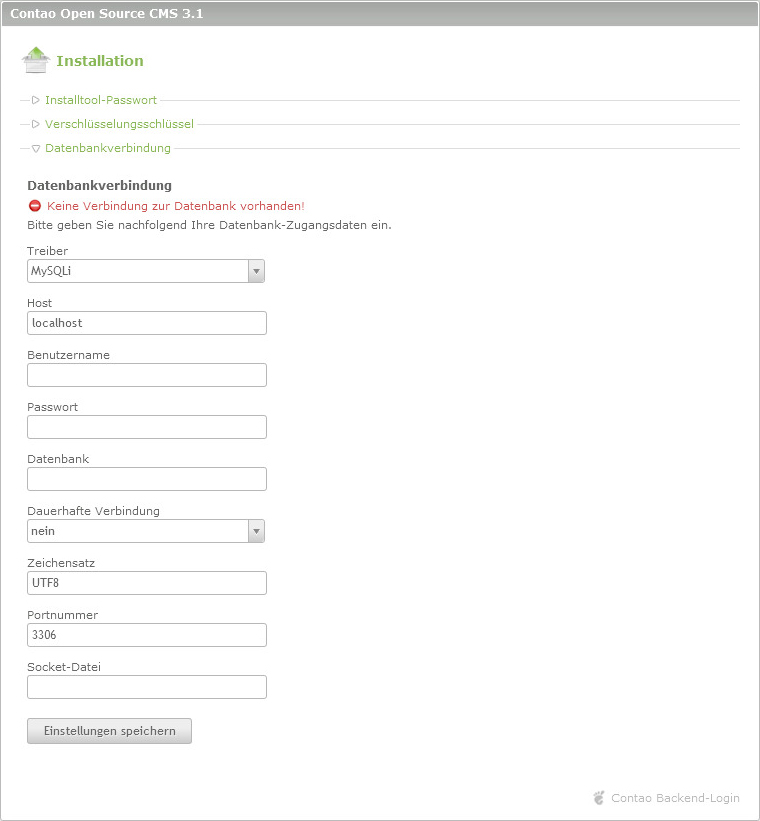 Contao Open Source CMS 3.1
Installation
Installtool-Passwort
Verschlüsselungsschlüssel
Datenbankverbindung
Datenbankverbindung
Keine Verbindung zur Datenbank vorhanden!
Bitte geben Sie nachfolgend Ihre Datenbank-Zugangsdaten ein.
Treiber
MySQLi
Host
localhost
Benutzername
Passwort
Datenbank
Dauerhafte Verbindung
nein
Zeichensatz
UTF8
Portnummer
3306
Socket-Datei
Einstellungen speichern
Contao Backend-Login